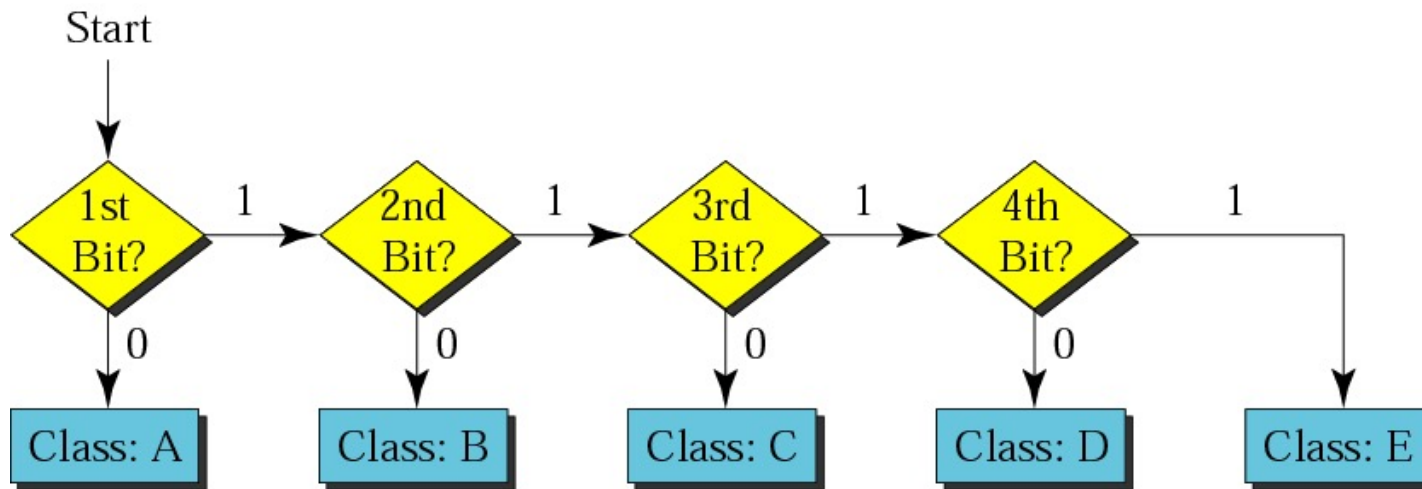 Start
1st
Bit?
1
2nd
Bit?
1
3rd
Bit?
1
4th
Bit?
1
0
0
0
0
Class: A
Class: B
Class: C
Class: D
Class: E